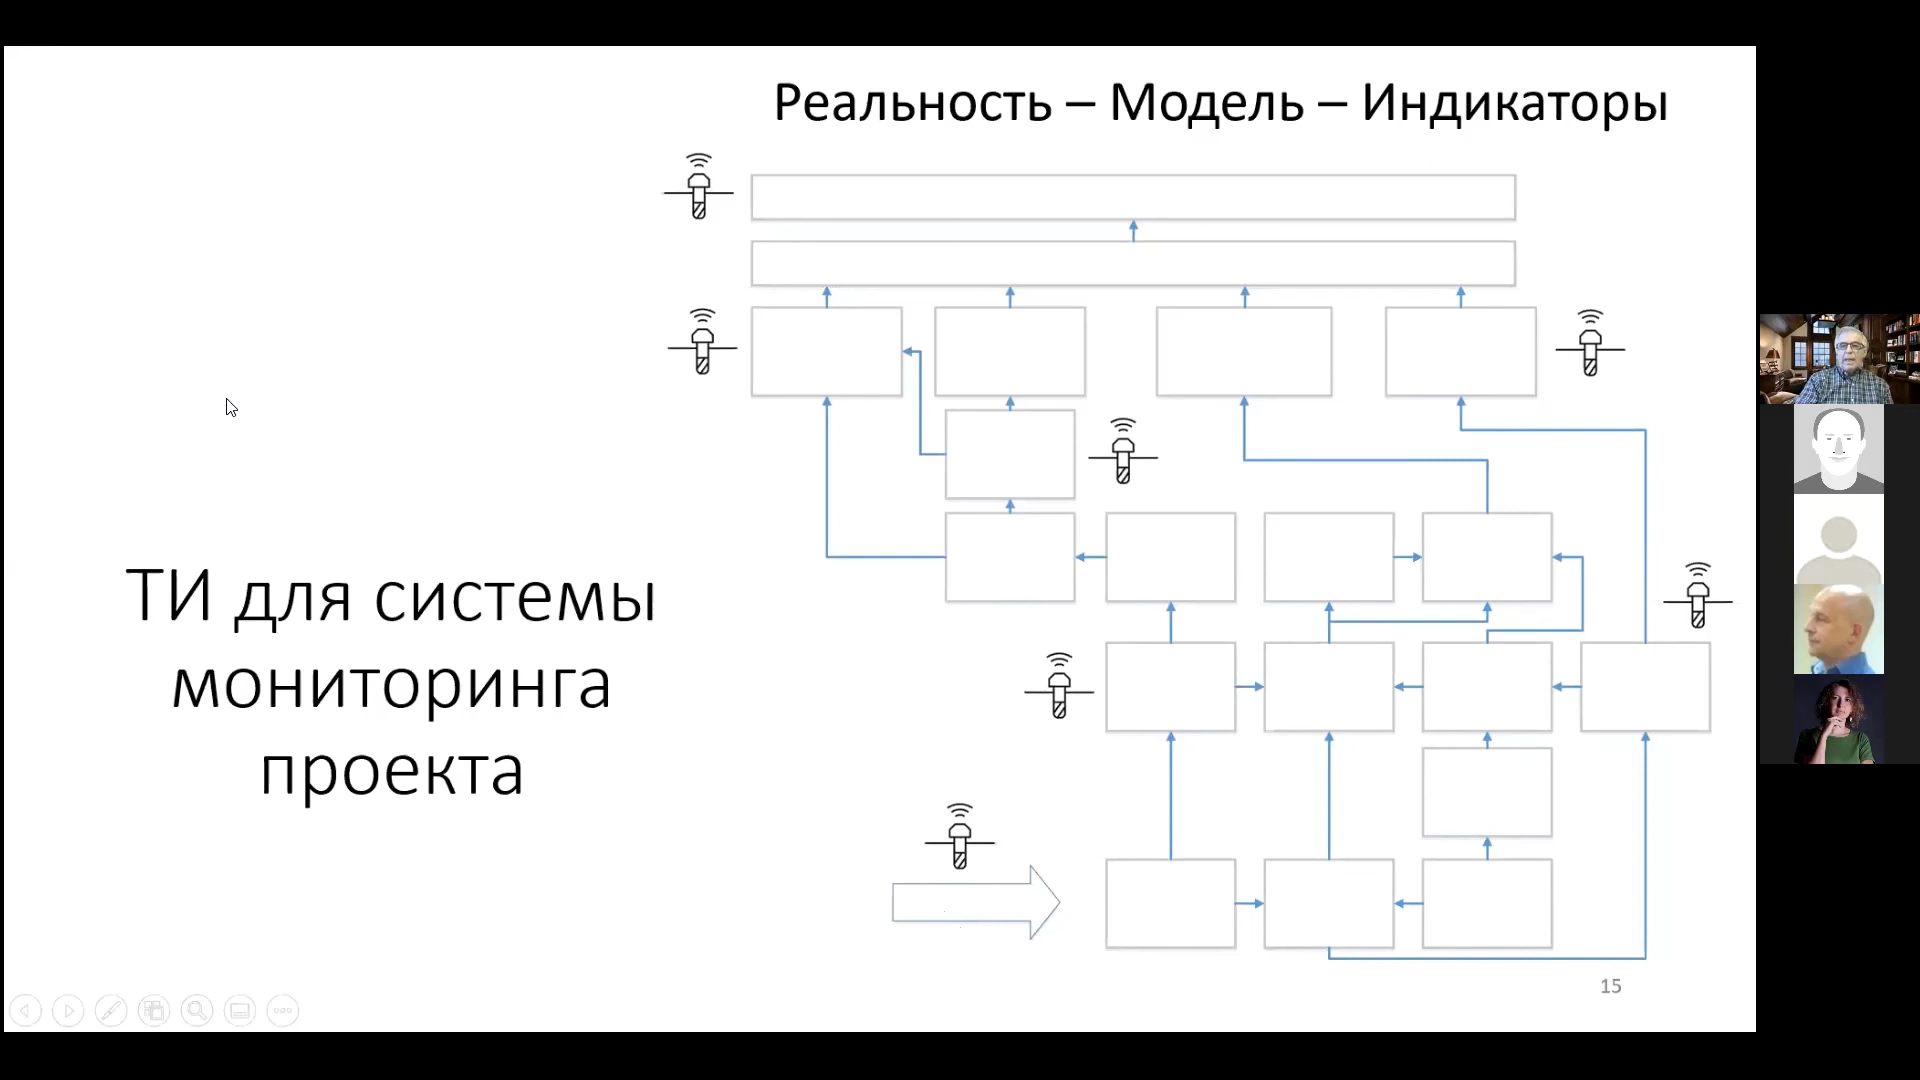 Реальность – Модель – Индикаторы
ТИ для системы
мониторинга
проекта
15